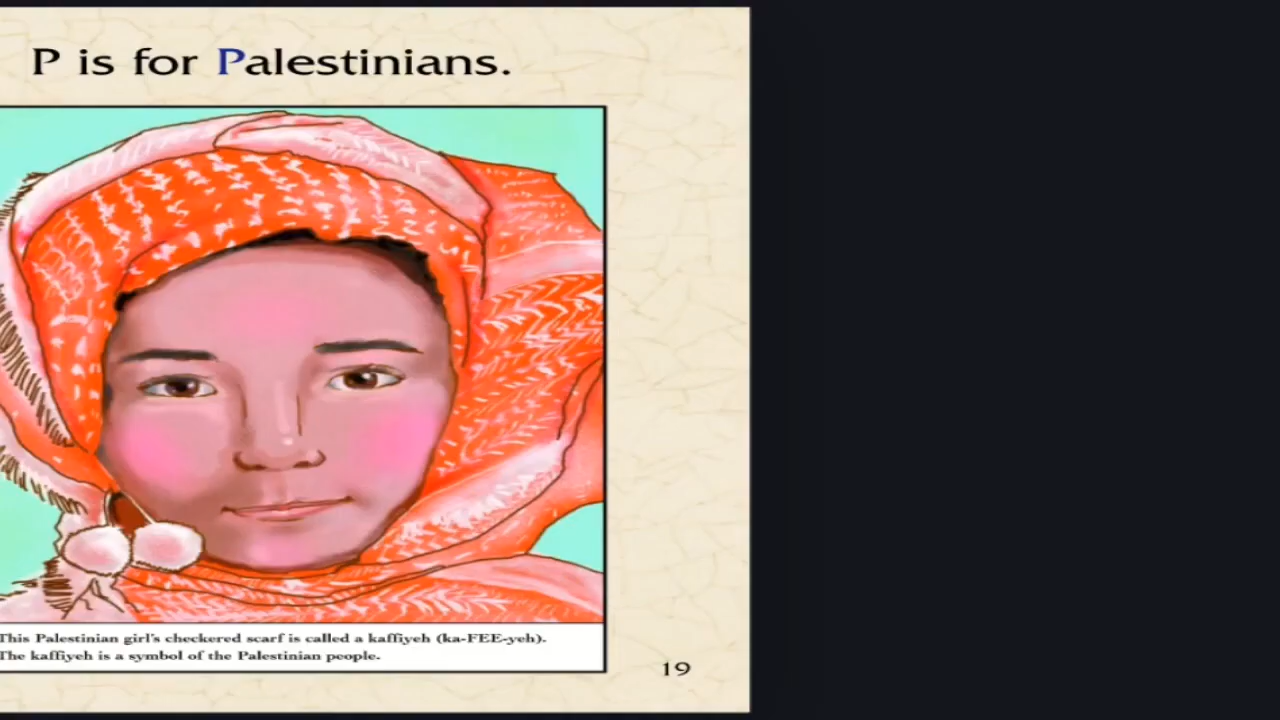 P is for Palestinians.
This Palestinian girl's checkered scarf is called a kaffiyeh (ka-FEE-yeh).
The kaffiyeh is a symbol of the Palestinian people.
19